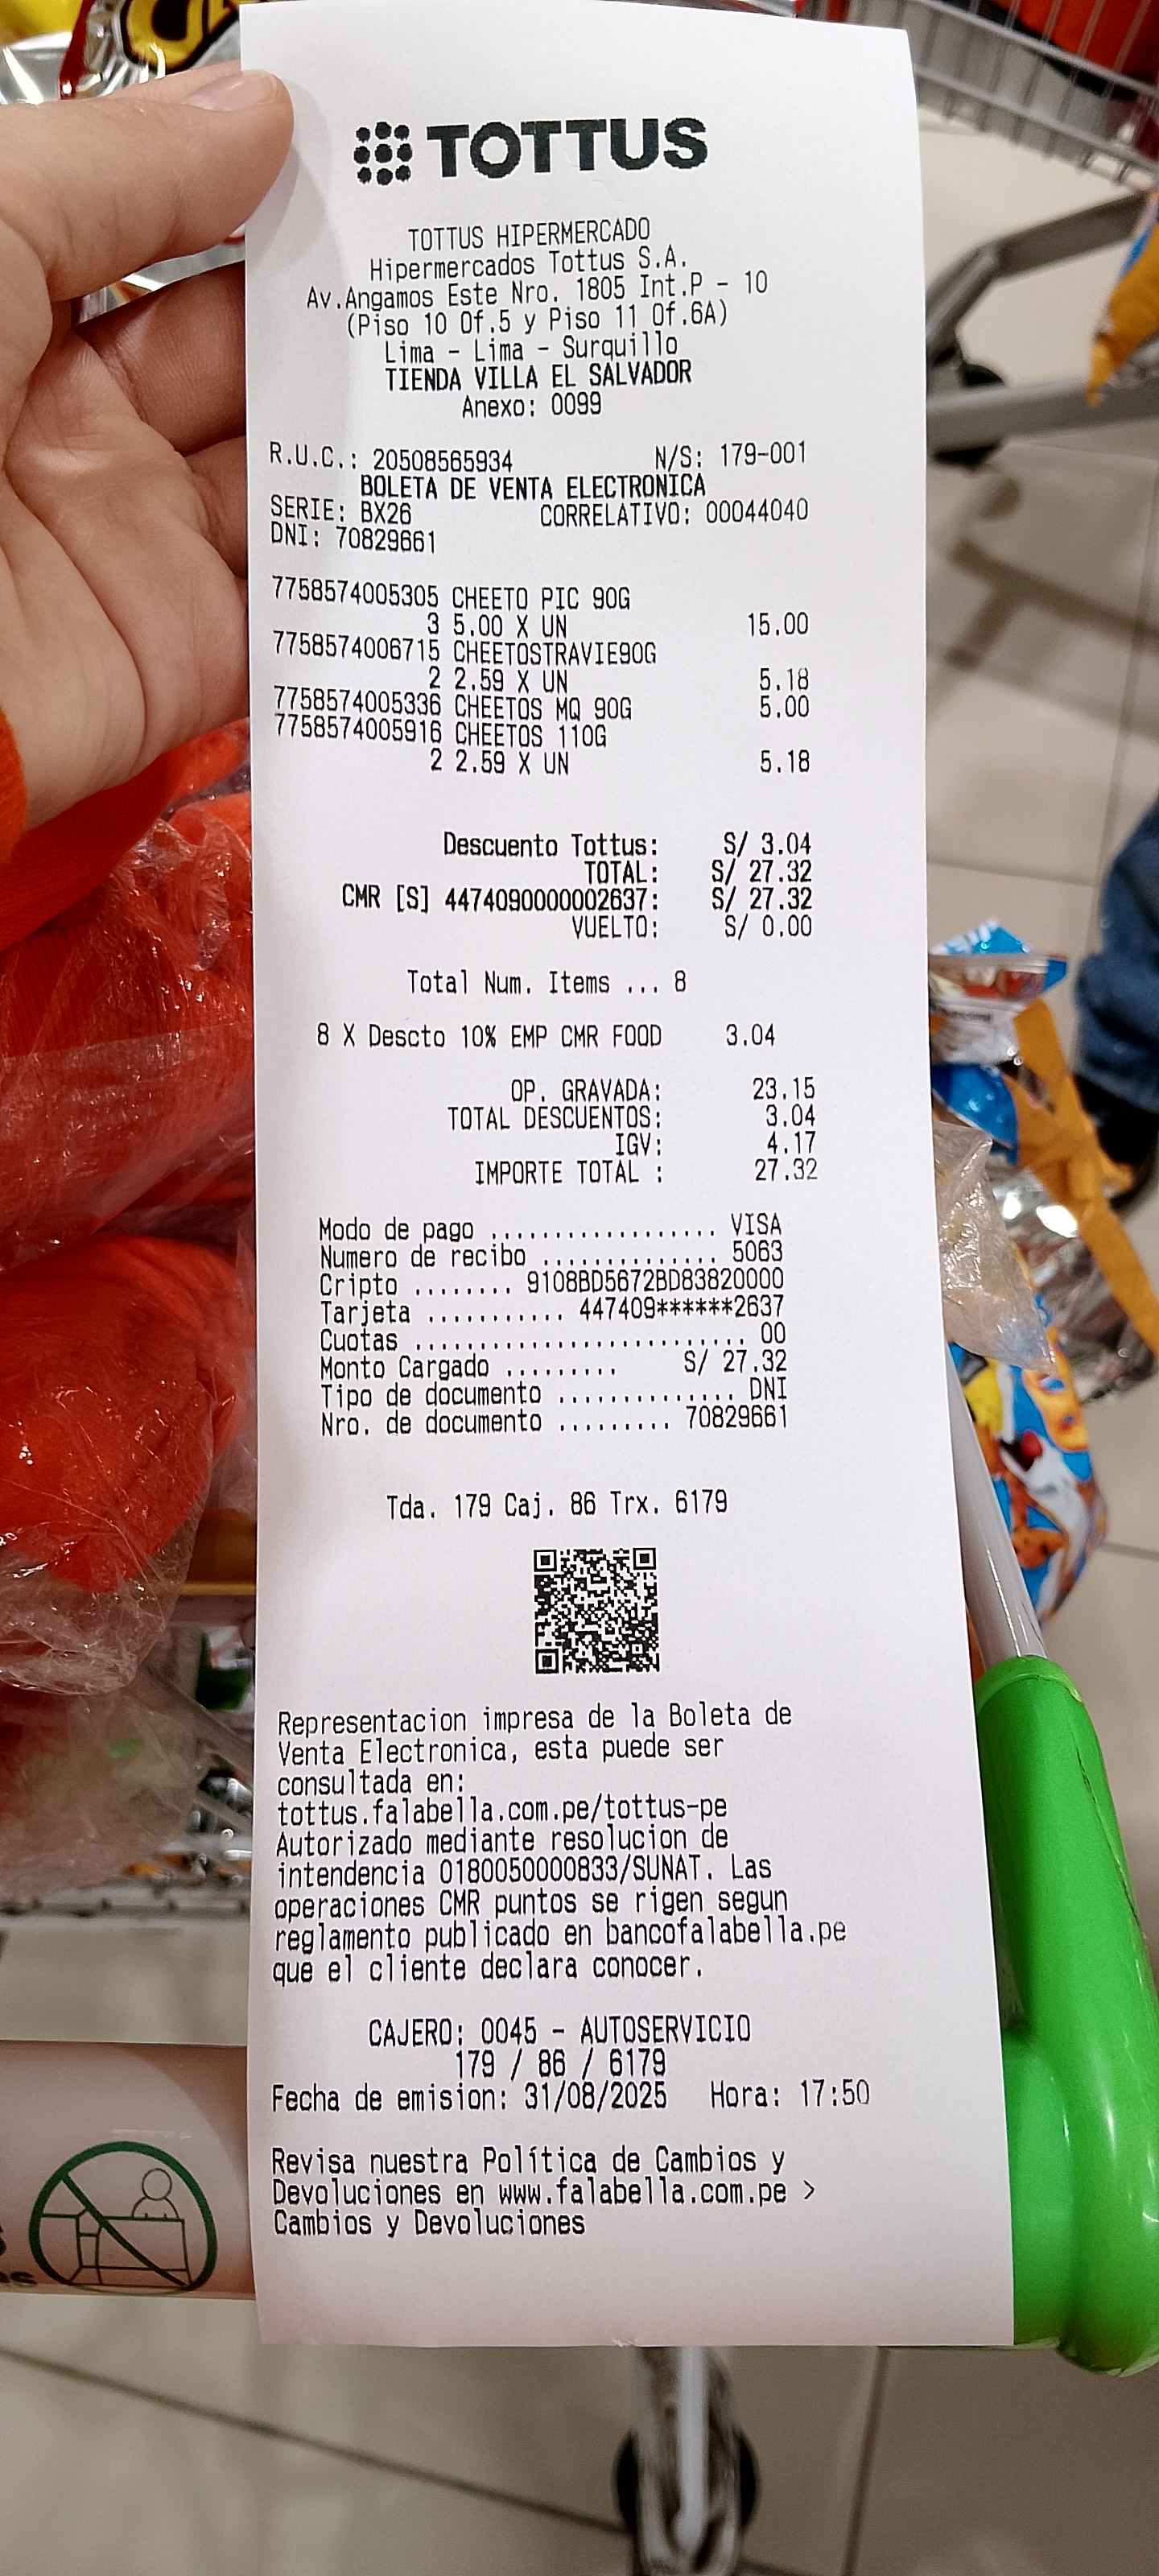 TOTTUS
TOTTUS HIPERMERCADO
Hipermercados Tottus S.A.
Av.Angamos Este Nro. 1805 Int.P - 10
(Piso 10 Of.5 y Piso 11 Of.6A)
Lima - Lima - Surquillo
TIENDA VILLA EL SALVADOR
Anexo: 0099
R.U.C.: 20508565934 N/S: 179-001
BOLETA DE VENTA ELECTRONICA
SERIE: BX26 CORRELATIVO: 00044040
DNI: 70829661
7758574005305 CHEETO PIC 90G
3 5.00 X UN 15.00
7758574006715 CHEETOSTRAVIE90G
2 2.59 X UN 5.18
7758574005336 CHEETOS MQ 90G 5.00
7758574005916 CHEETOS 110G
2 2.59 X UN 5.18
Descuento Tottus: S/ 3.04
TOTAL: S/ 27.32
CMR [S] 4474090000002637: S/ 27.32
VUELTO: S/ 0.00
Total Num. Items ... 8
8 X Descto 10% EMP CMR FOOD 3.04
OP. GRAVADA: 23.15
TOTAL DESCUENTOS: 3.04
IGV: 4.17
IMPORTE TOTAL : 27.32
Modo de pago .................. VISA
Numero de recibo .............. 5063
Cripto ........ 9108BD5672BD83820000
Tarjeta ........... 447409******2637
Cuotas .......................... 00
Monto Cargado ......... S/ 27.32
Tipo de documento .............. DNI
Nro. de documento ......... 70829661
Tda. 179 Caj. 86 Trx. 6179
Representacion impresa de la Boleta de
Venta Electronica, esta puede ser
consultada en:
tottus.falabella.com.pe/tottus-pe
Autorizado mediante resolucion de
intendencia 0180050000833/SUNAT. Las
operaciones CMR puntos se rigen segun
reglamento publicado en bancofalabella.pe
que el cliente declara conocer.
CAJERO: 0045 - AUTOSERVICIO
179 / 86 / 6179
Fecha de emision: 31/08/2025 Hora: 17:50
Revisa nuestra Política de Cambios y
Devoluciones en www.falabella.com.pe >
Cambios y Devoluciones